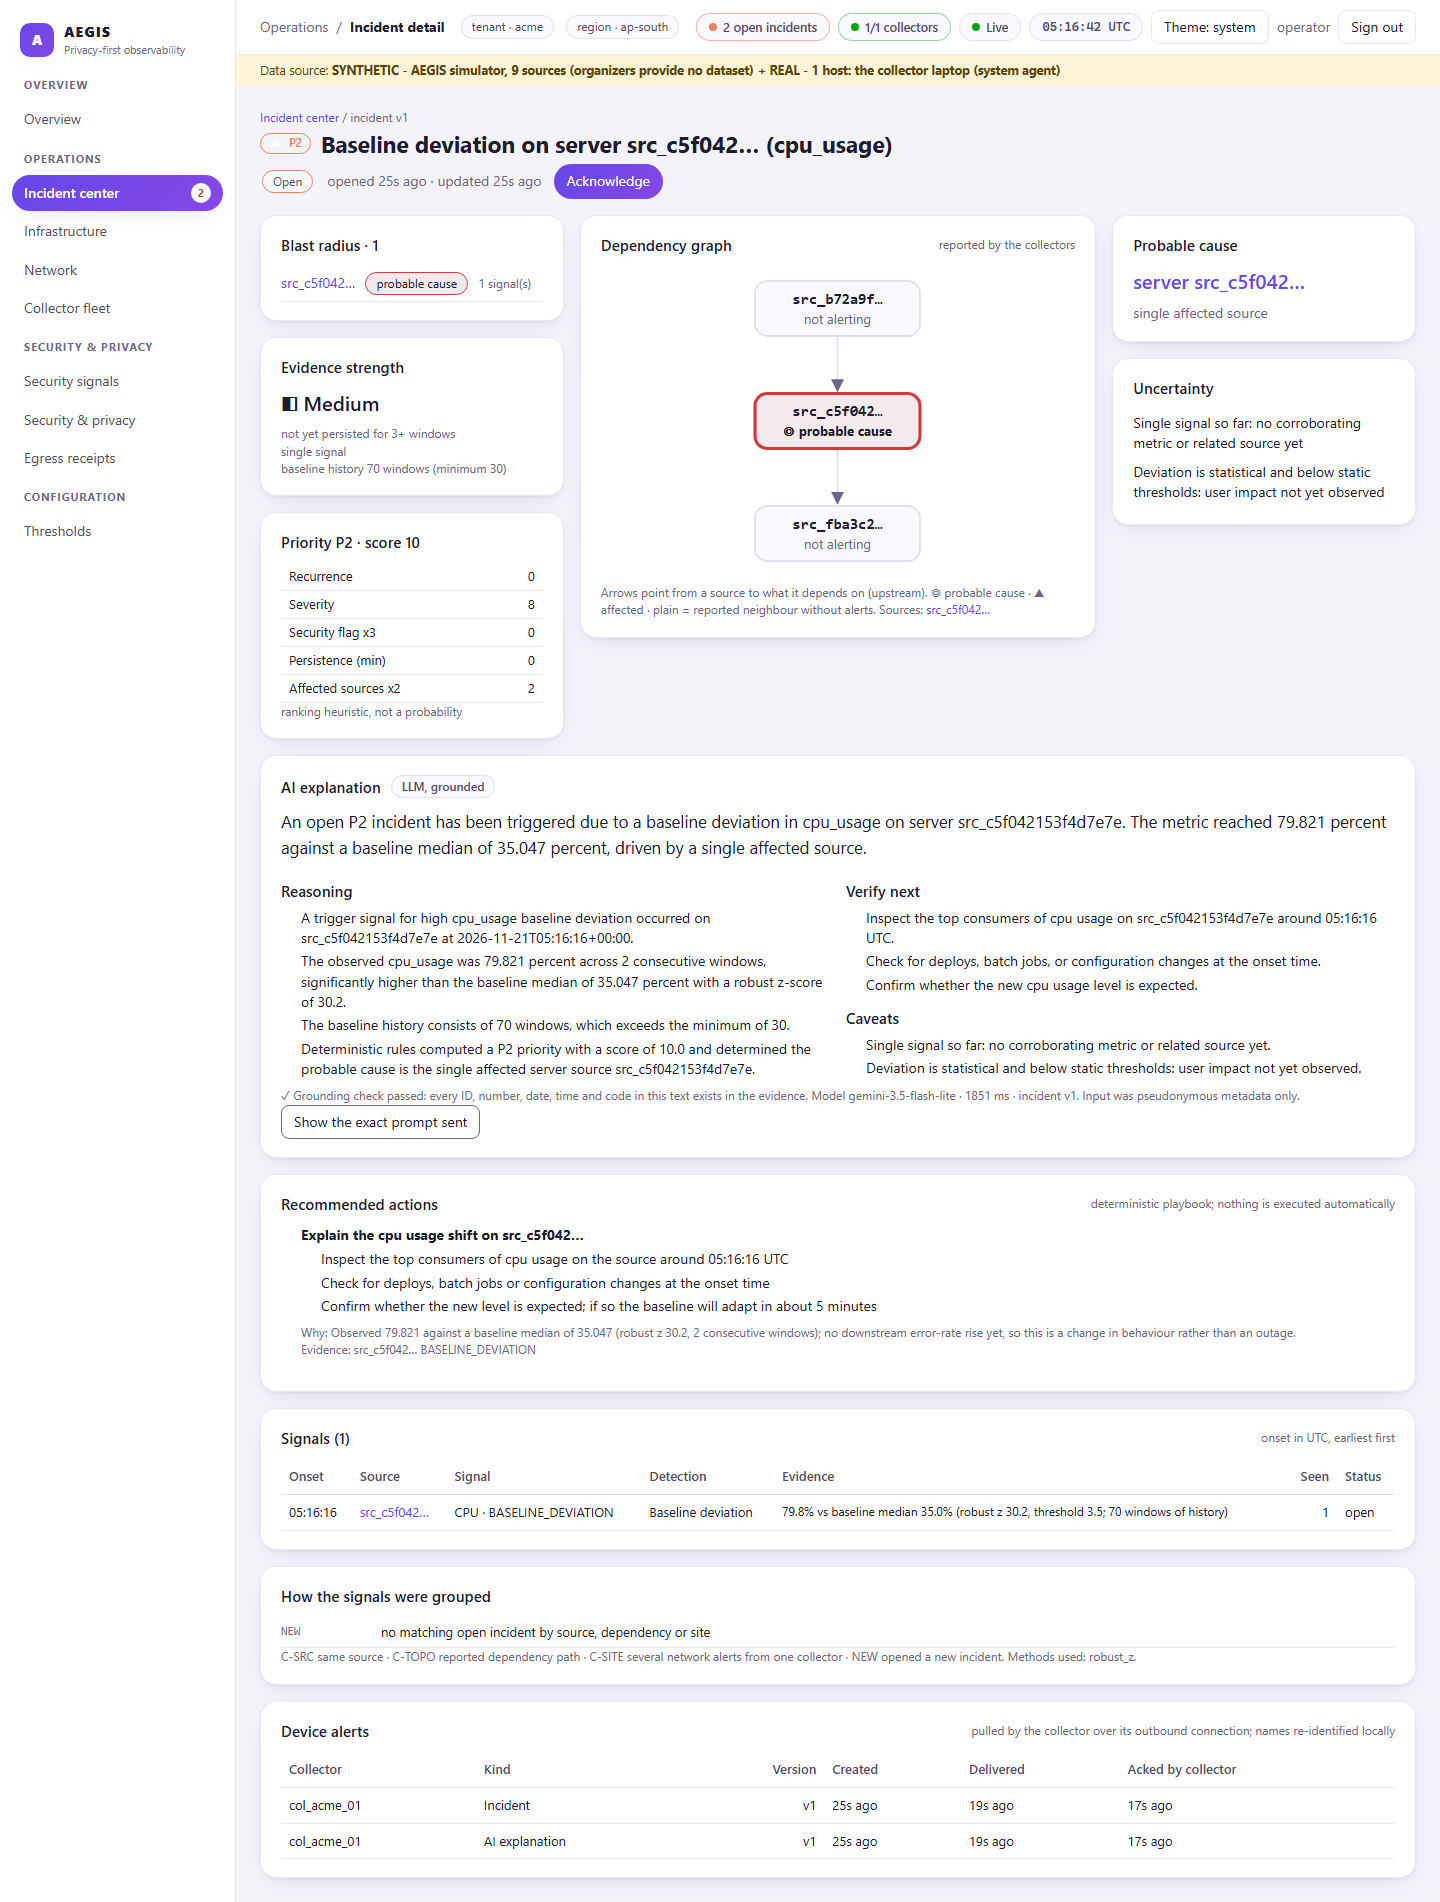 A
AEGIS
Privacy-first observability
OVERVIEW
Overview
OPERATIONS
Incident center
2
Infrastructure
Network
Collector fleet
SECURITY & PRIVACY
Security signals
Security & privacy
Egress receipts
CONFIGURATION
Thresholds
Operations / Incident detail
tenant · acme
region · ap-south
2 open incidents
1/1 collectors
Live
05:16:42 UTC
Theme: system
operator
Sign out
Data source: SYNTHETIC - AEGIS simulator, 9 sources (organizers provide no dataset) + REAL - 1 host: the collector laptop (system agent)
Incident center / incident v1
▲ P2
Baseline deviation on server src_c5f042… (cpu_usage)
Open
opened 25s ago · updated 25s ago
Acknowledge
Blast radius · 1
src_c5f042…
probable cause
1 signal(s)
Evidence strength
◧ Medium
not yet persisted for 3+ windows
single signal
baseline history 70 windows (minimum 30)
Priority P2 · score 10
Recurrence 0
Severity 8
Security flag x3 0
Persistence (min) 0
Affected sources x2 2
ranking heuristic, not a probability
Dependency graph
reported by the collectors
src_b72a9f…
not alerting
src_c5f042…
◎ probable cause
src_fba3c2…
not alerting
Arrows point from a source to what it depends on (upstream). ◎ probable cause · ▲
affected · plain = reported neighbour without alerts. Sources: src_c5f042…
Probable cause
server src_c5f042…
single affected source
Uncertainty
Single signal so far: no corroborating
metric or related source yet
Deviation is statistical and below static
thresholds: user impact not yet observed
AI explanation
LLM, grounded
An open P2 incident has been triggered due to a baseline deviation in cpu_usage on server src_c5f042153f4d7e7e. The metric reached 79.821 percent
against a baseline median of 35.047 percent, driven by a single affected source.
Reasoning
A trigger signal for high cpu_usage baseline deviation occurred on
src_c5f042153f4d7e7e at 2026-11-21T05:16:16+00:00.
The observed cpu_usage was 79.821 percent across 2 consecutive windows,
significantly higher than the baseline median of 35.047 percent with a robust z-score
of 30.2.
The baseline history consists of 70 windows, which exceeds the minimum of 30.
Deterministic rules computed a P2 priority with a score of 10.0 and determined the
probable cause is the single affected server source src_c5f042153f4d7e7e.
Verify next
Inspect the top consumers of cpu usage on src_c5f042153f4d7e7e around 05:16:16
UTC.
Check for deploys, batch jobs, or configuration changes at the onset time.
Confirm whether the new cpu usage level is expected.
Caveats
Single signal so far: no corroborating metric or related source yet.
Deviation is statistical and below static thresholds: user impact not yet observed.
✓ Grounding check passed: every ID, number, date, time and code in this text exists in the evidence. Model gemini-3.5-flash-lite · 1851 ms · incident v1. Input was pseudonymous metadata only.
Show the exact prompt sent
Recommended actions
deterministic playbook; nothing is executed automatically
Explain the cpu usage shift on src_c5f042…
Inspect the top consumers of cpu usage on the source around 05:16:16 UTC
Check for deploys, batch jobs or configuration changes at the onset time
Confirm whether the new level is expected; if so the baseline will adapt in about 5 minutes
Why: Observed 79.821 against a baseline median of 35.047 (robust z 30.2, 2 consecutive windows); no downstream error-rate rise yet, so this is a change in behaviour rather than an outage.
Evidence: src_c5f042… BASELINE_DEVIATION
Signals (1)
onset in UTC, earliest first
Onset Source Signal Detection Evidence Seen Status
05:16:16 src_c5f042… CPU · BASELINE_DEVIATION Baseline deviation 79.8% vs baseline median 35.0% (robust z 30.2, threshold 3.5; 70 windows of history) 1 open
How the signals were grouped
NEW no matching open incident by source, dependency or site
C-SRC same source · C-TOPO reported dependency path · C-SITE several network alerts from one collector · NEW opened a new incident. Methods used: robust_z.
Device alerts
pulled by the collector over its outbound connection; names re-identified locally
Collector Kind Version Created Delivered Acked by collector
col_acme_01 Incident v1 25s ago 19s ago 17s ago
col_acme_01 AI explanation v1 25s ago 19s ago 17s ago